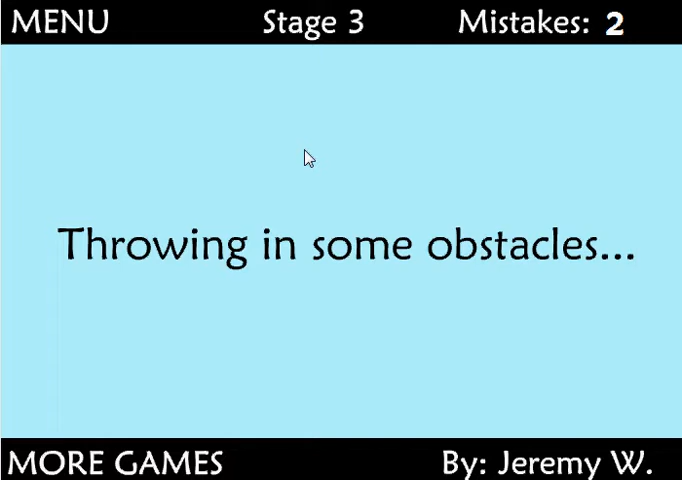 MENU Stage 3 Mistakes: 2
Throwing in some obstacles...
MORE GAMES By: Jeremy W.